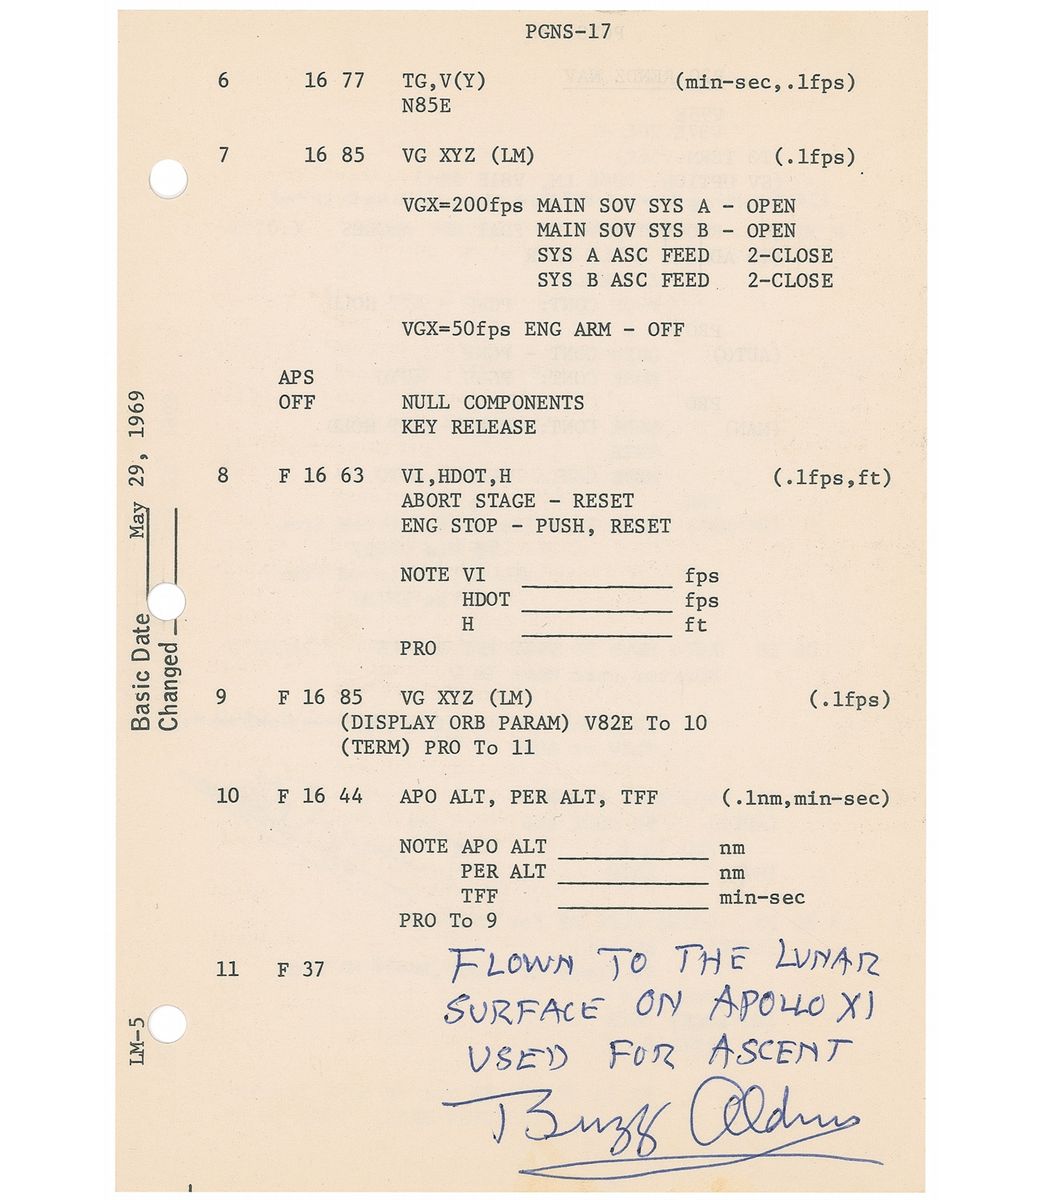 PGNS-17
6 16 77 TG,V(Y) (min-sec,.1fps)
N85E
7 16 85 VG XYZ (LM) (.1fps)
VGX=200fps MAIN SOV SYS A - OPEN
MAIN SOV SYS B - OPEN
SYS A ASC FEED 2-CLOSE
SYS B ASC FEED 2-CLOSE
VGX=50fps ENG ARM - OFF
APS
OFF NULL COMPONENTS
KEY RELEASE
8 F 16 63 VI,HDOT,H (.1fps,ft)
ABORT STAGE - RESET
ENG STOP - PUSH, RESET
NOTE VI ____________ fps
HDOT ____________ fps
H ____________ ft
PRO
9 F 16 85 VG XYZ (LM) (.1fps)
(DISPLAY ORB PARAM) V82E To 10
(TERM) PRO To 11
10 F 16 44 APO ALT, PER ALT, TFF (.1nm,min-sec)
NOTE APO ALT ____________ nm
PER ALT ____________ nm
TFF ____________ min-sec
PRO To 9
11 F 37
FLOWN TO THE LUNAR
SURFACE ON APOLLO XI
USED FOR ASCENT
Buzz Aldrin
Basic Date May 29, 1969
Changed ____________
LM-5